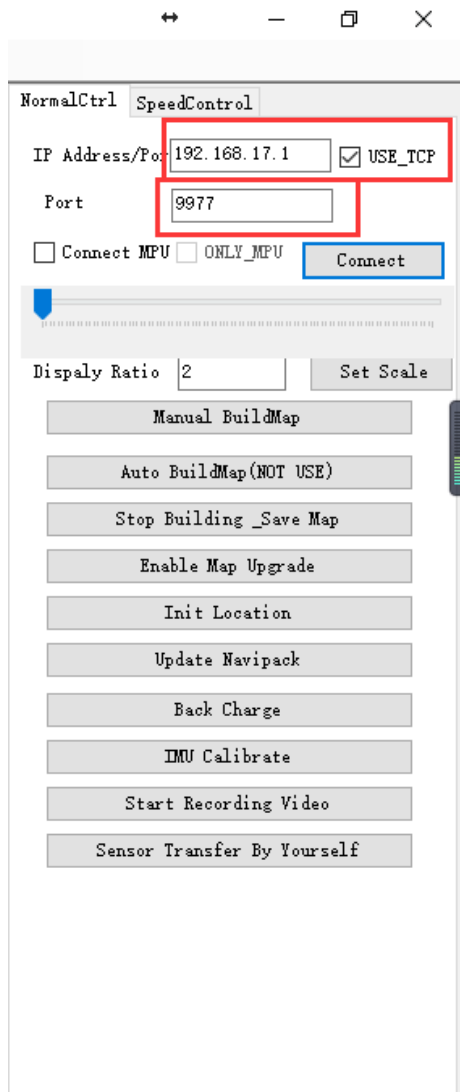 NormalCtrl SpeedControl
IP Address/Por 192.168.17.1 USE_TCP
Port 9977
Connect MPU ONLY_MPU Connect
Dispaly Ratio 2 Set Scale
Manual BuildMap
Auto BuildMap(NOT USE)
Stop Building _Save Map
Enable Map Upgrade
Init Location
Update Navipack
Back Charge
IMU Calibrate
Start Recording Video
Sensor Transfer By Yourself